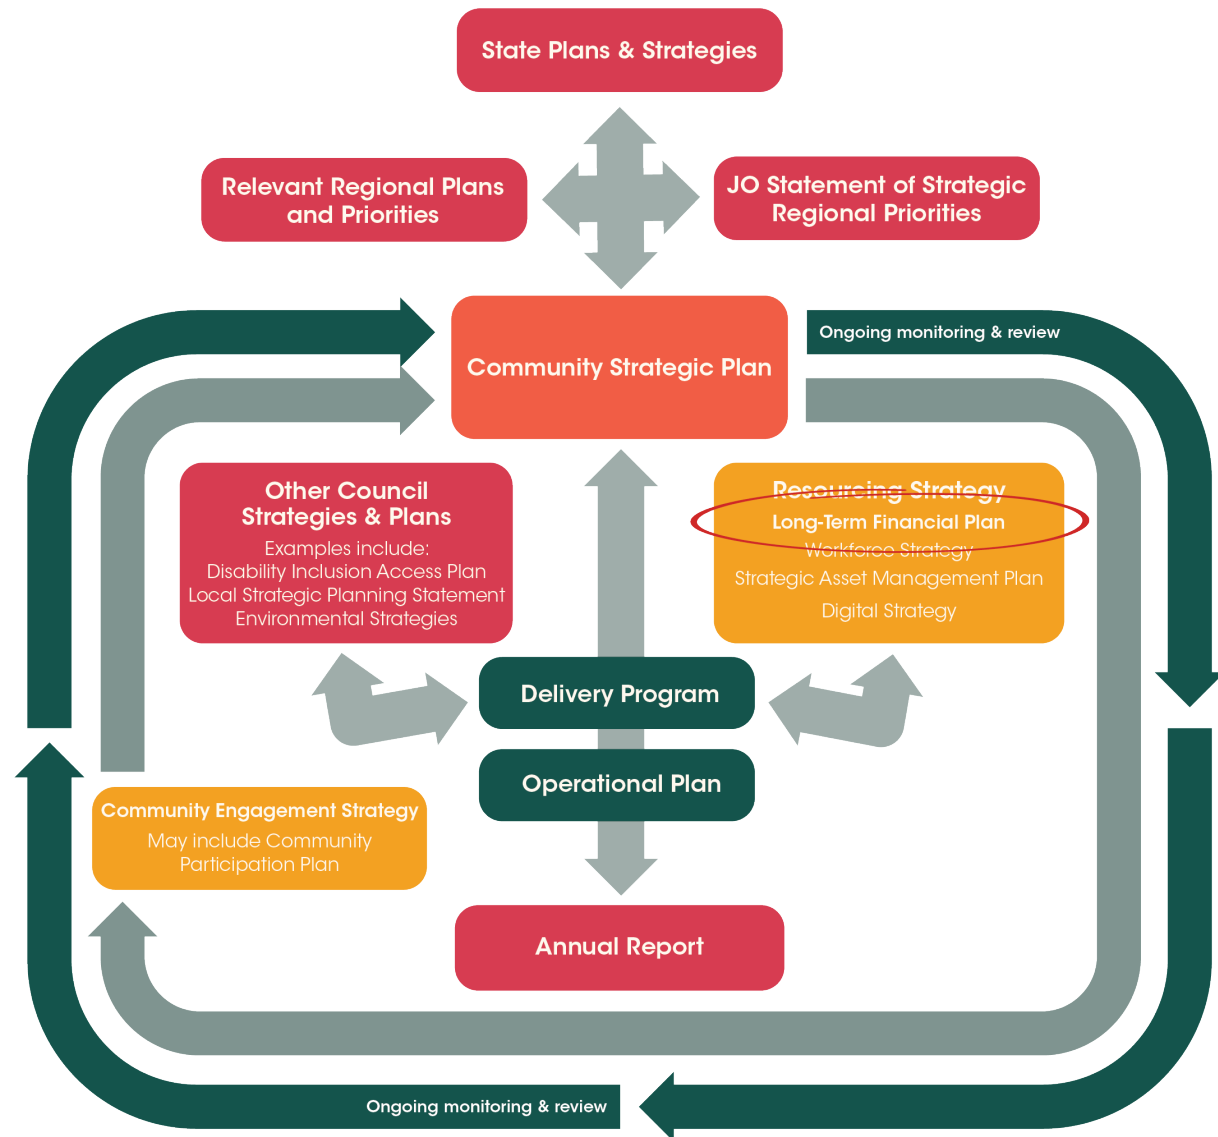 State Plans & Strategies
Relevant Regional Plans
and Priorities
JO Statement of Strategic
Regional Priorities
Ongoing monitoring & review
Community Strategic Plan
Other Council
Strategies & Plans
Examples include:
Disability Inclusion Access Plan
Local Strategic Planning Statement
Environmental Strategies
Resourcing Strategy
Long-Term Financial Plan
Workforce Strategy
Strategic Asset Management Plan
Digital Strategy
Delivery Program
Operational Plan
Community Engagement Strategy
May include Community
Participation Plan
Annual Report
Ongoing monitoring & review